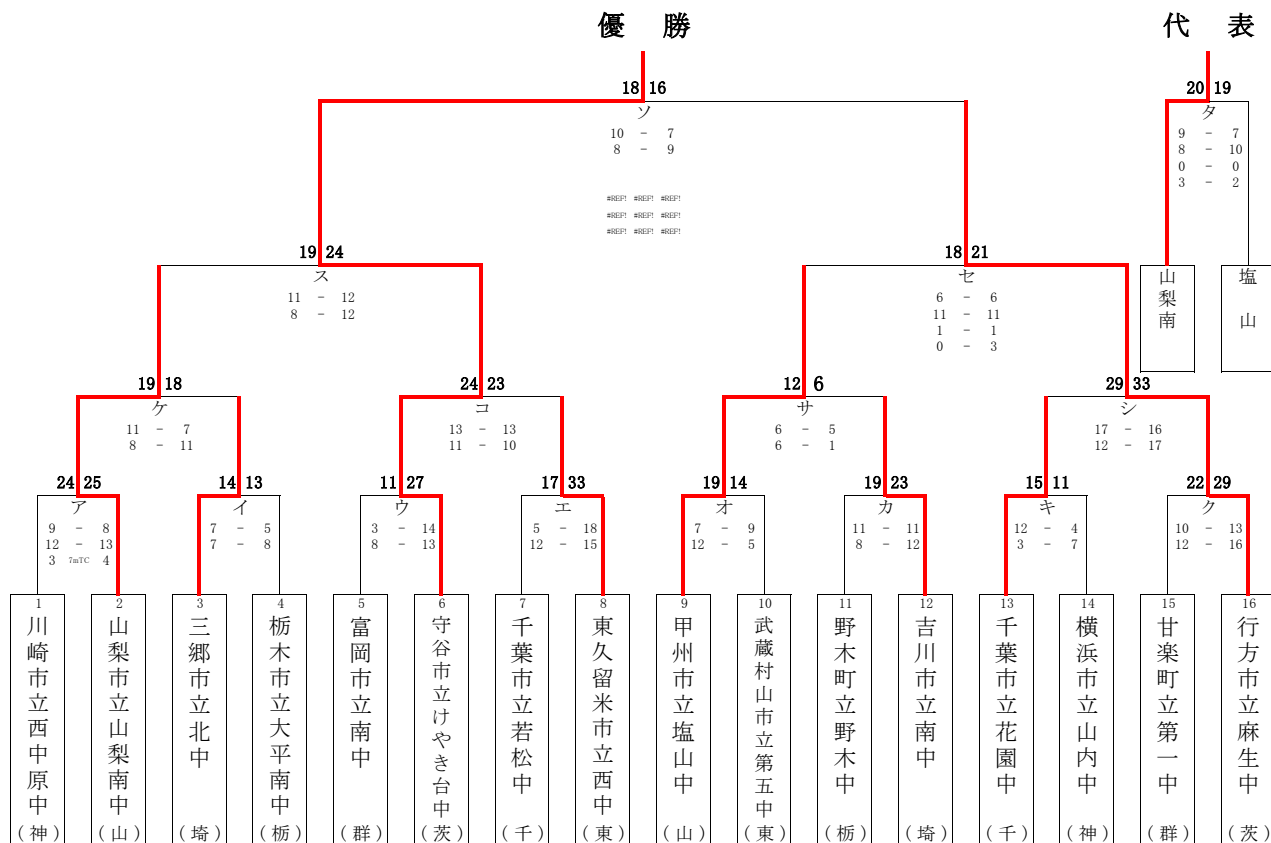 優 勝 代 表
18 16 20 19
ソ タ
10 - 7
8 - 9
9 - 7
8 - 10
0 - 0
3 - 2
#REF! #REF! #REF!
#REF! #REF! #REF!
#REF! #REF! #REF!
山梨南
塩山
19 24 18 21
ス セ
11 - 12
8 - 12
6 - 6
11 - 11
1 - 1
0 - 3
19 18 24 23 12 6 29 33
ケ コ サ シ
11 - 7
8 - 11
13 - 13
11 - 10
6 - 5
6 - 1
17 - 16
12 - 17
24 25 14 13 11 27 17 33 19 14 19 23 15 11 22 29
ア イ ウ エ オ カ キ ク
9 - 8
12 - 13
3 7mTC 4
7 - 5
7 - 8
3 - 14
8 - 13
5 - 18
12 - 15
7 - 9
12 - 5
11 - 11
8 - 12
12 - 4
3 - 7
10 - 13
12 - 16
1
川崎市立西中原中
(神)
2
山梨市立山梨南中
(山)
3
三郷市立北中
(埼)
4
栃木市立大平南中
(栃)
5
富岡市立南中
(群)
6
守谷市立けやき台中
(茨)
7
千葉市立若松中
(千)
8
東久留米市立西中
(東)
9
甲州市立塩山中
(山)
10
武蔵村山市立第五中
(東)
11
野木町立野木中
(栃)
12
吉川市立南中
(埼)
13
千葉市立花園中
(千)
14
横浜市立山内中
(神)
15
甘楽町立第一中
(群)
16
行方市立麻生中
(茨)